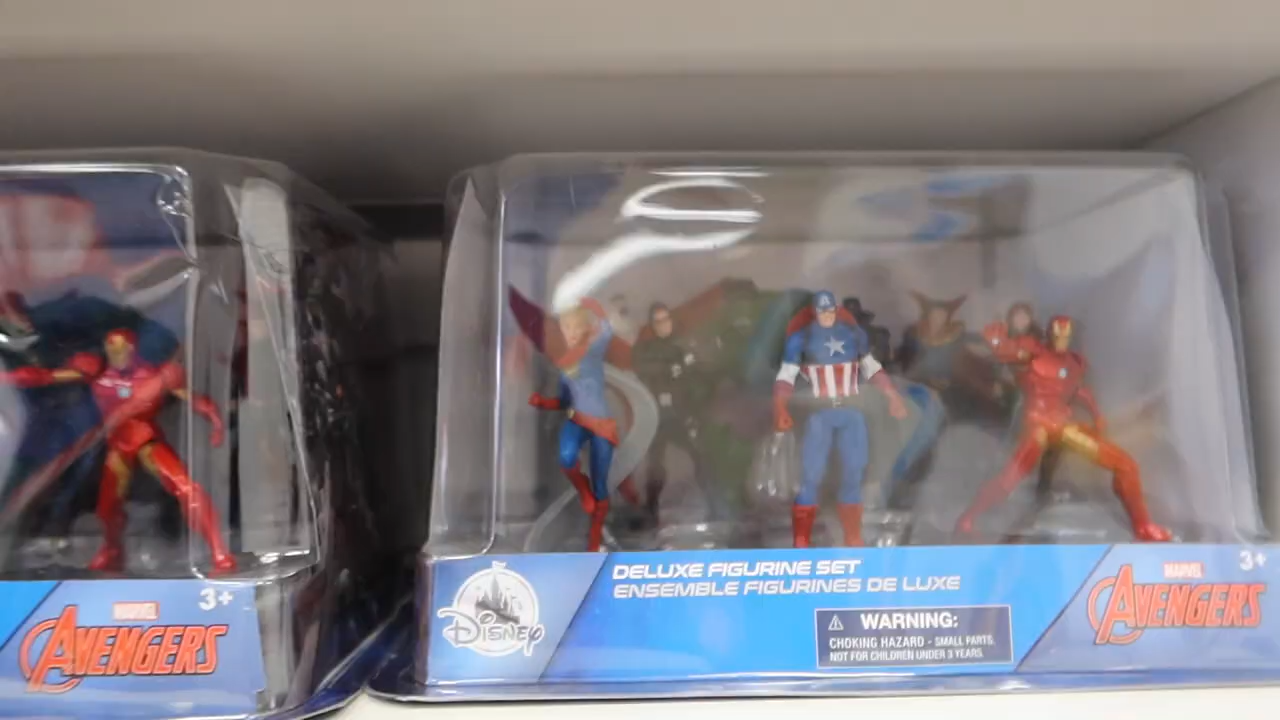 MARVEL
AVENGERS
3+
Disney
DELUXE FIGURINE SET
ENSEMBLE FIGURINES DE LUXE
WARNING:
CHOKING HAZARD - SMALL PARTS.
NOT FOR CHILDREN UNDER 3 YEARS.
MARVEL
AVENGERS
3+